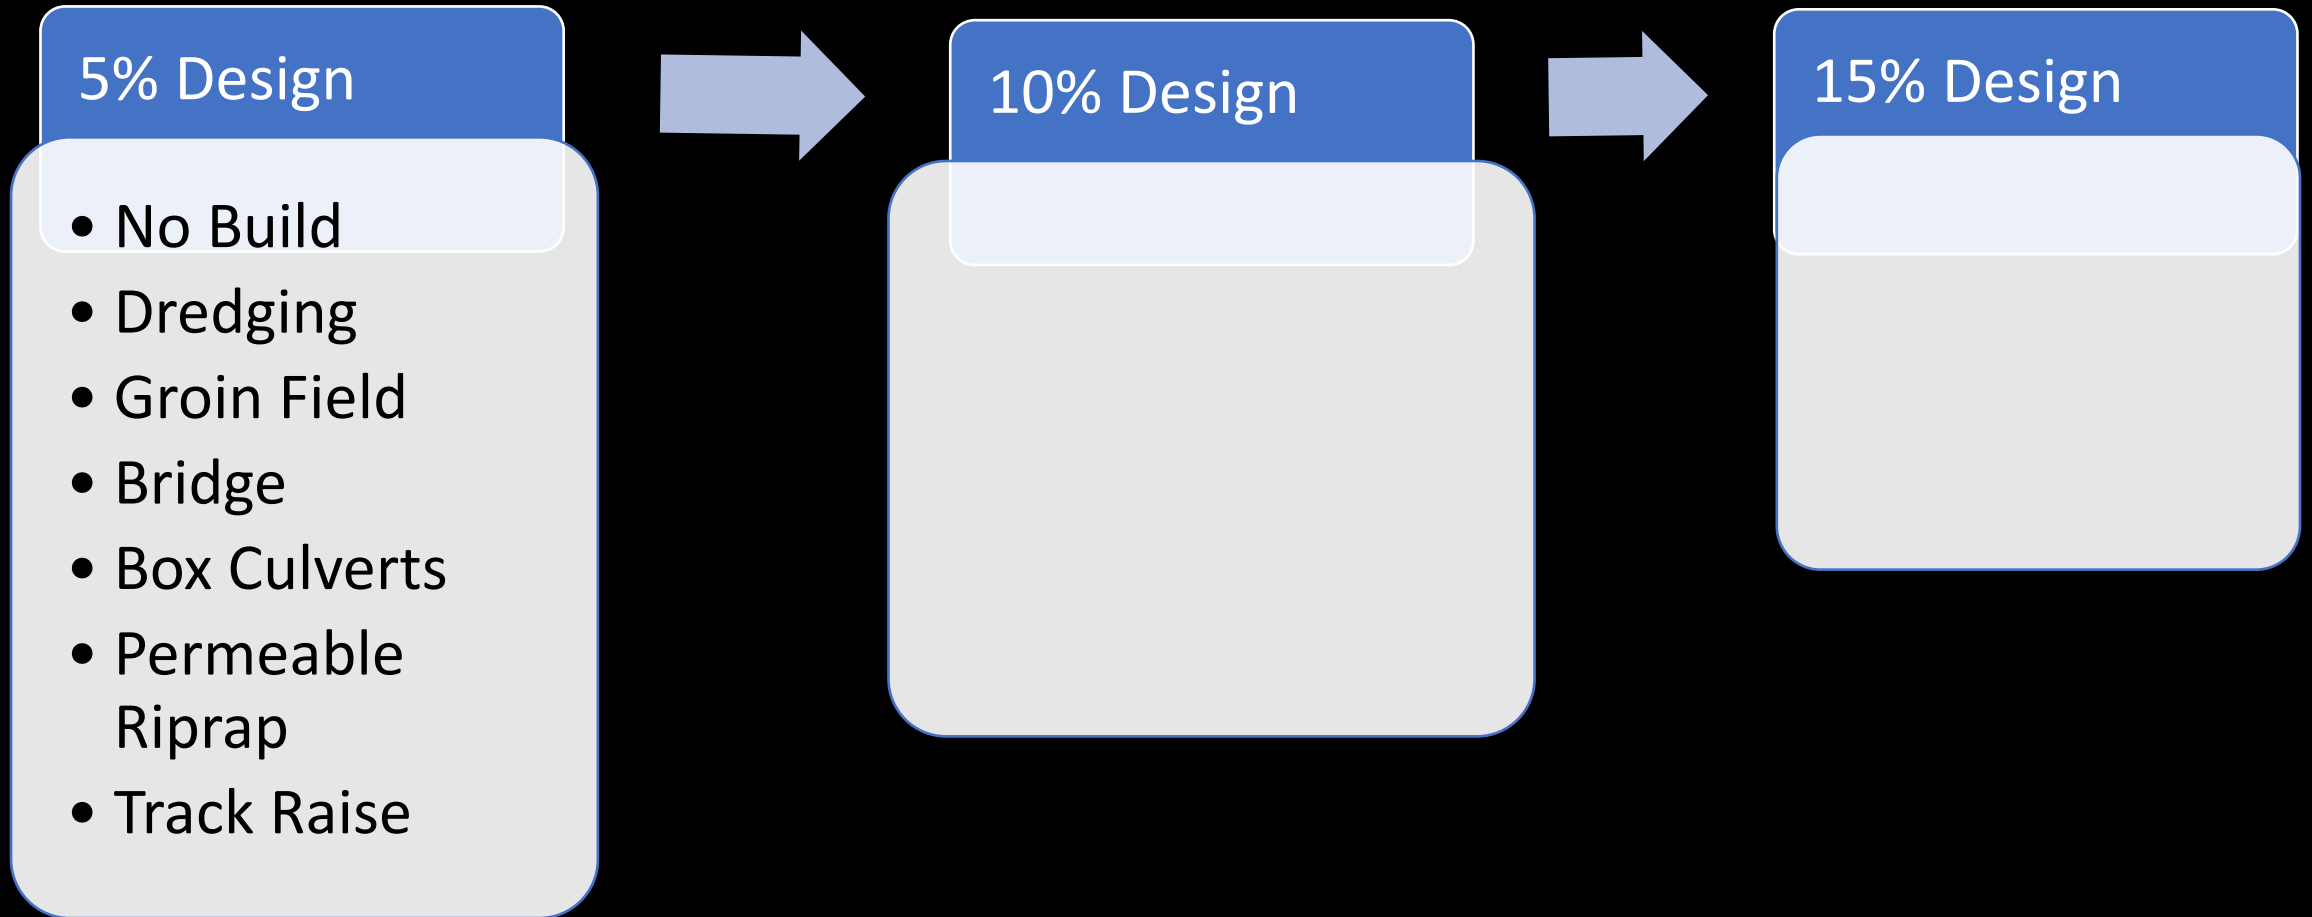 5% Design
• No Build
• Dredging
• Groin Field
• Bridge
• Box Culverts
• Permeable
Riprap
• Track Raise
10% Design
15% Design